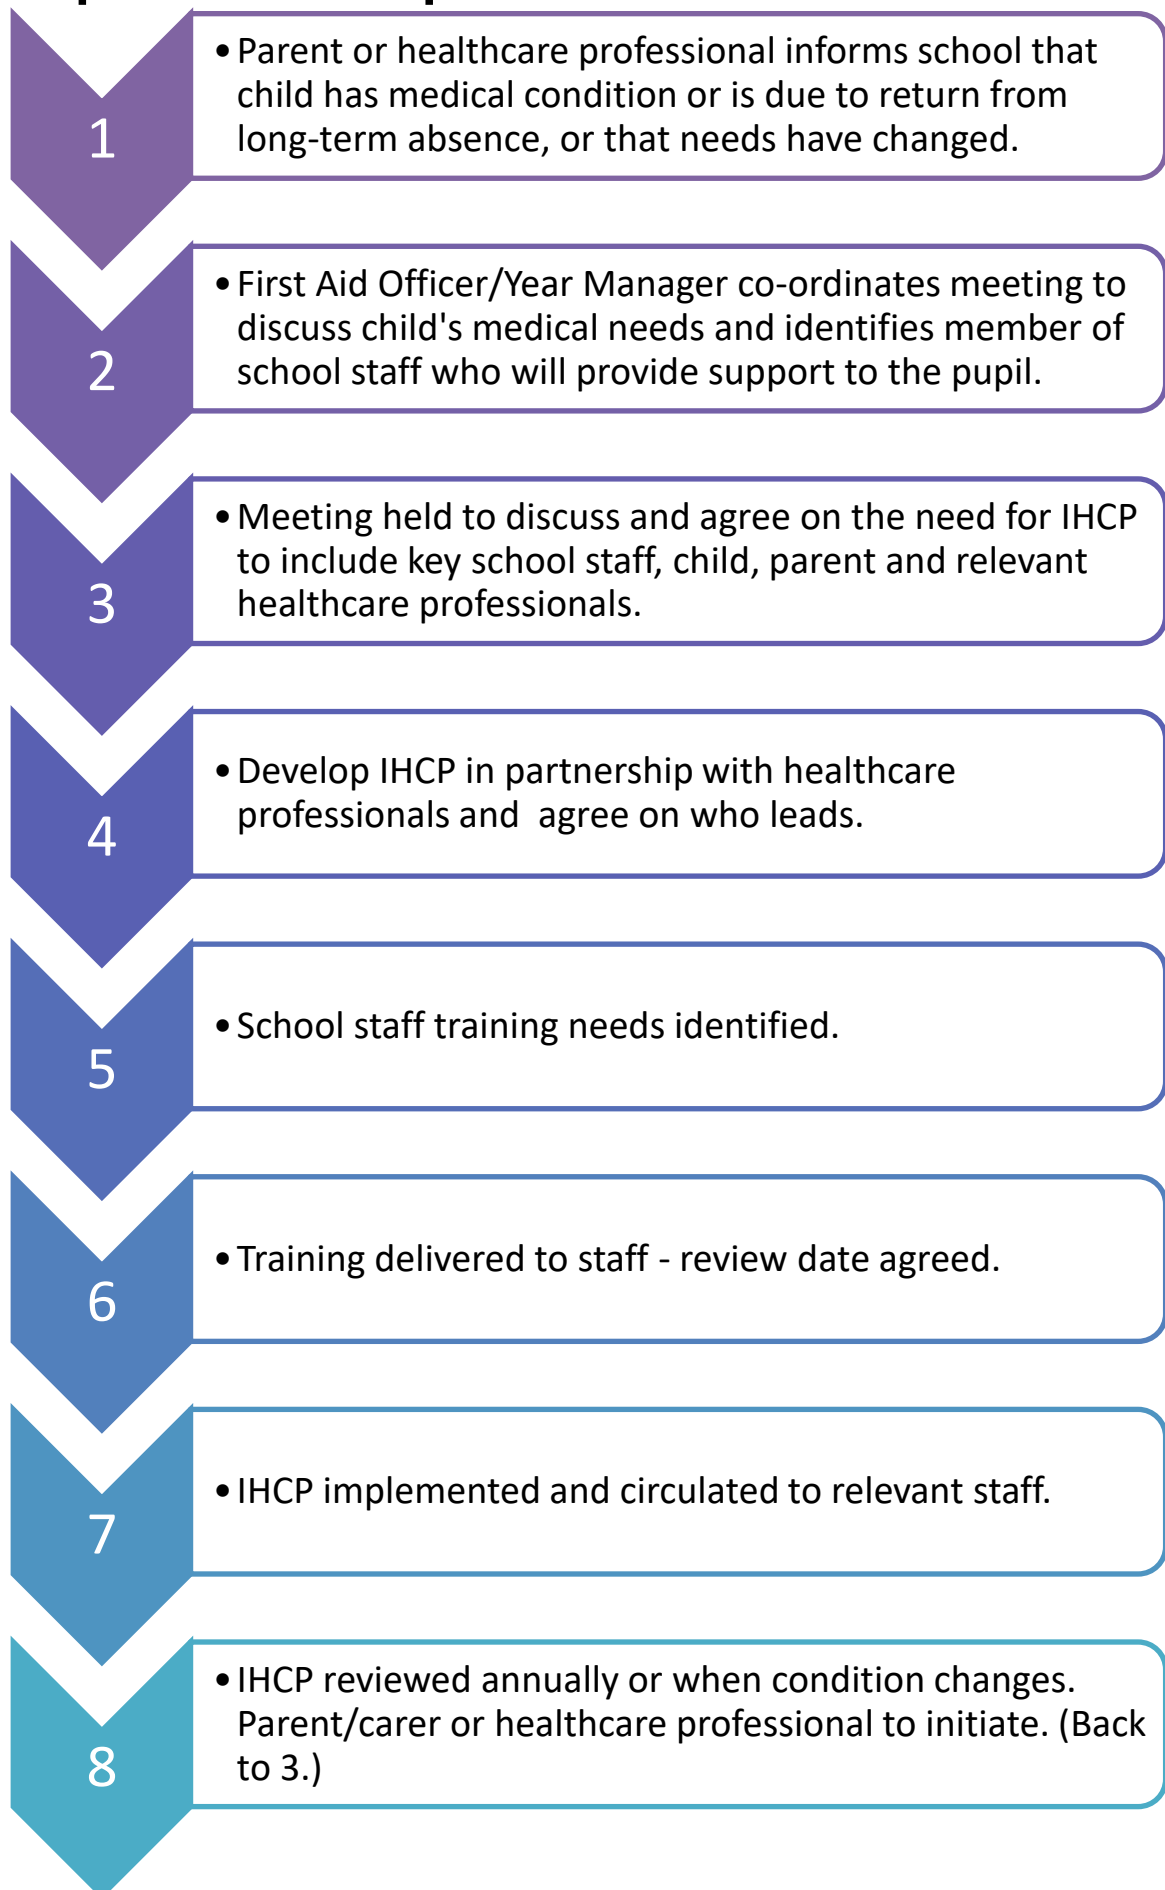 1
•Parent or healthcare professional informs school that
child has medical condition or is due to return from
long-term absence, or that needs have changed.
2
•First Aid Officer/Year Manager co-ordinates meeting to
discuss child's medical needs and identifies member of
school staff who will provide support to the pupil.
3
•Meeting held to discuss and agree on the need for IHCP
to include key school staff, child, parent and relevant
healthcare professionals.
4
•Develop IHCP in partnership with healthcare
professionals and  agree on who leads.
5
•School staff training needs identified.
6
•Training delivered to staff - review date agreed.
7
•IHCP implemented and circulated to relevant staff.
8
•IHCP reviewed annually or when condition changes.
Parent/carer or healthcare professional to initiate. (Back
to 3.)